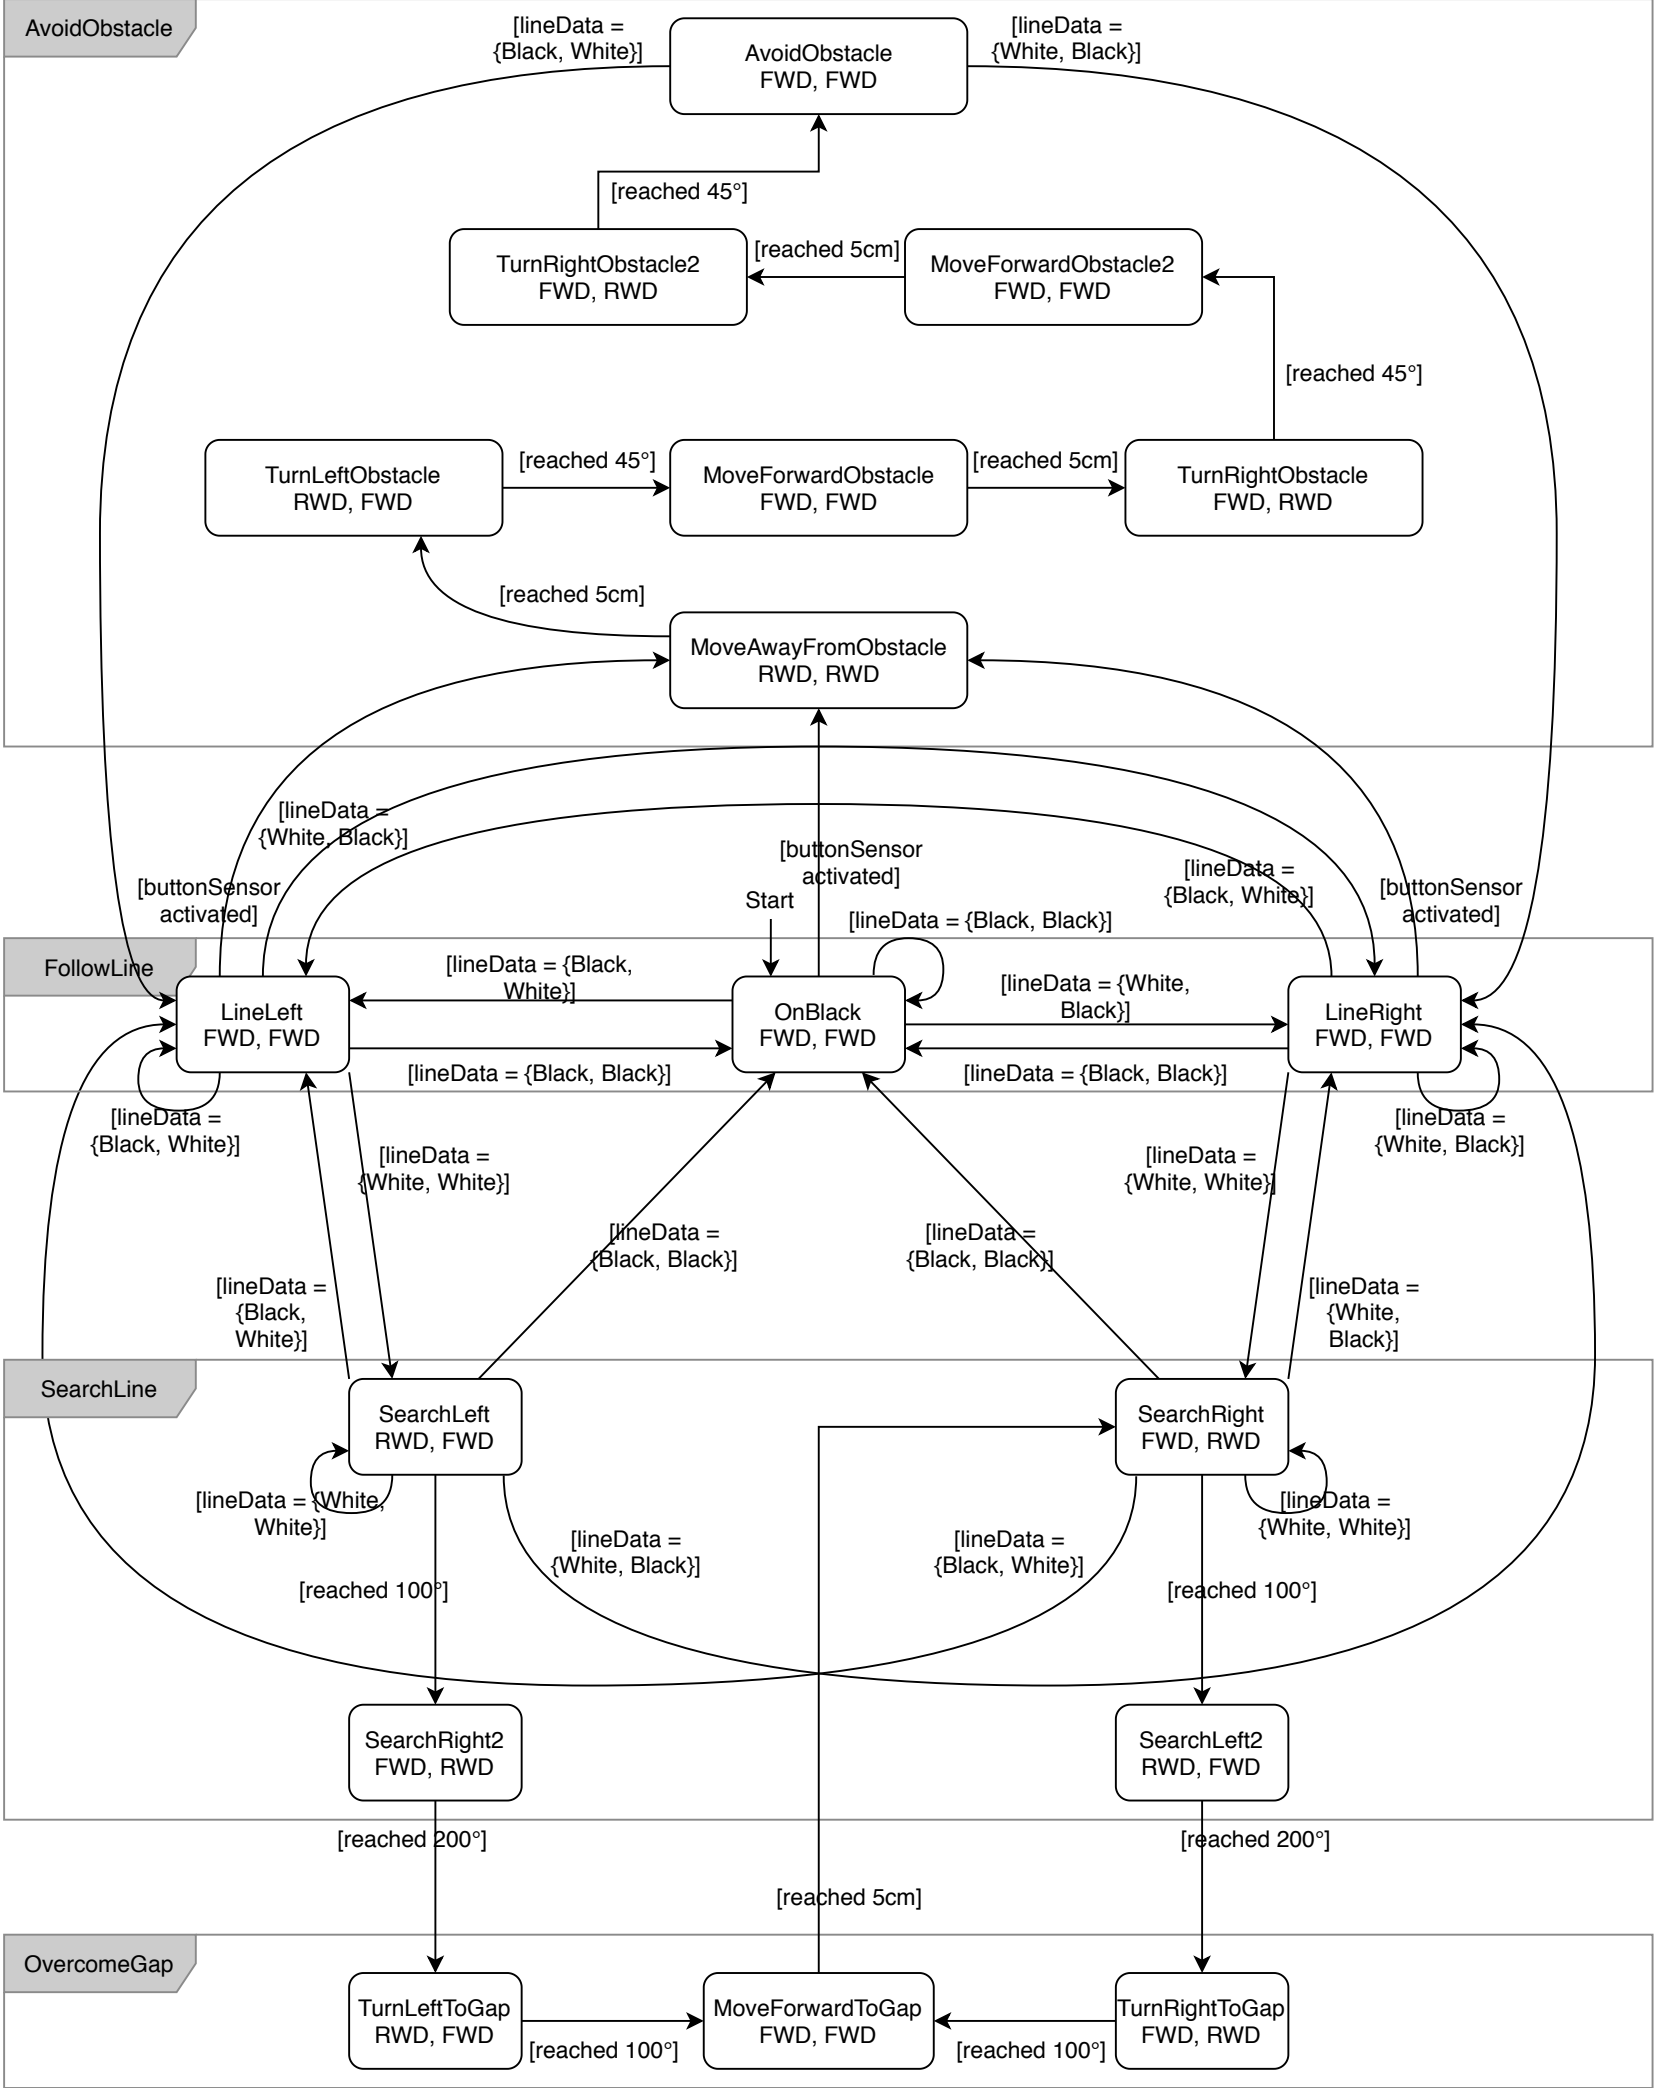 AvoidObstacle
[lineData =
{Black, White}]
AvoidObstacle
FWD, FWD
[lineData =
{White, Black}]
[reached 45°]
TurnRightObstacle2
FWD, RWD
[reached 5cm]
MoveForwardObstacle2
FWD, FWD
[reached 45°]
TurnLeftObstacle
RWD, FWD
[reached 45°]
MoveForwardObstacle
FWD, FWD
[reached 5cm]
TurnRightObstacle
FWD, RWD
[reached 5cm]
MoveAwayFromObstacle
RWD, RWD
[lineData =
{White, Black}]
[buttonSensor
activated]
[buttonSensor
activated]
Start
[lineData = {Black, Black}]
[lineData =
{Black, White}]
[buttonSensor
activated]
FollowLine
LineLeft
FWD, FWD
[lineData = {Black,
White}]
OnBlack
FWD, FWD
[lineData = {White,
Black}]
LineRight
FWD, FWD
[lineData = {Black, Black}]
[lineData = {Black, Black}]
[lineData =
{Black, White}]
[lineData =
{White, Black}]
[lineData =
{White, White}]
[lineData =
{White, White}]
[lineData =
{Black, Black}]
[lineData =
{Black, Black}]
[lineData =
{Black,
White}]
[lineData =
{White,
Black}]
SearchLine
SearchLeft
RWD, FWD
SearchRight
FWD, RWD
[lineData = {White,
White}]
[lineData =
{White, White}]
[lineData =
{White, Black}]
[lineData =
{Black, White}]
[reached 100°]
[reached 100°]
SearchRight2
FWD, RWD
SearchLeft2
RWD, FWD
[reached 200°]
[reached 200°]
[reached 5cm]
OvercomeGap
TurnLeftToGap
RWD, FWD
[reached 100°]
MoveForwardToGap
FWD, FWD
[reached 100°]
TurnRightToGap
FWD, RWD